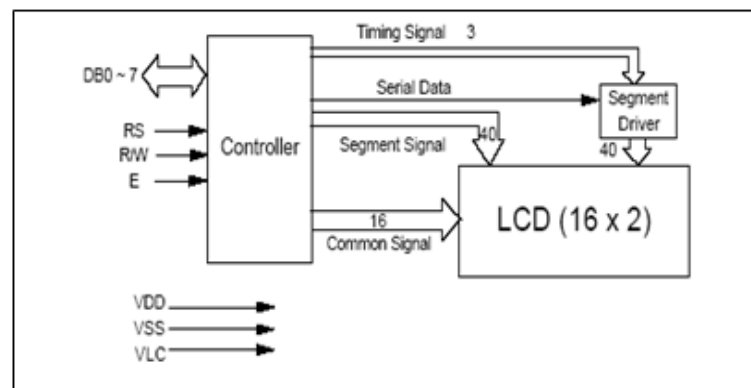 Timing Signal 3
DB0 ~ 7
Serial Data
Segment
Driver
RS
40
Controller
Segment Signal
40
R/W
E
LCD (16 x 2)
16
Common Signal
VDD
VSS
VLC